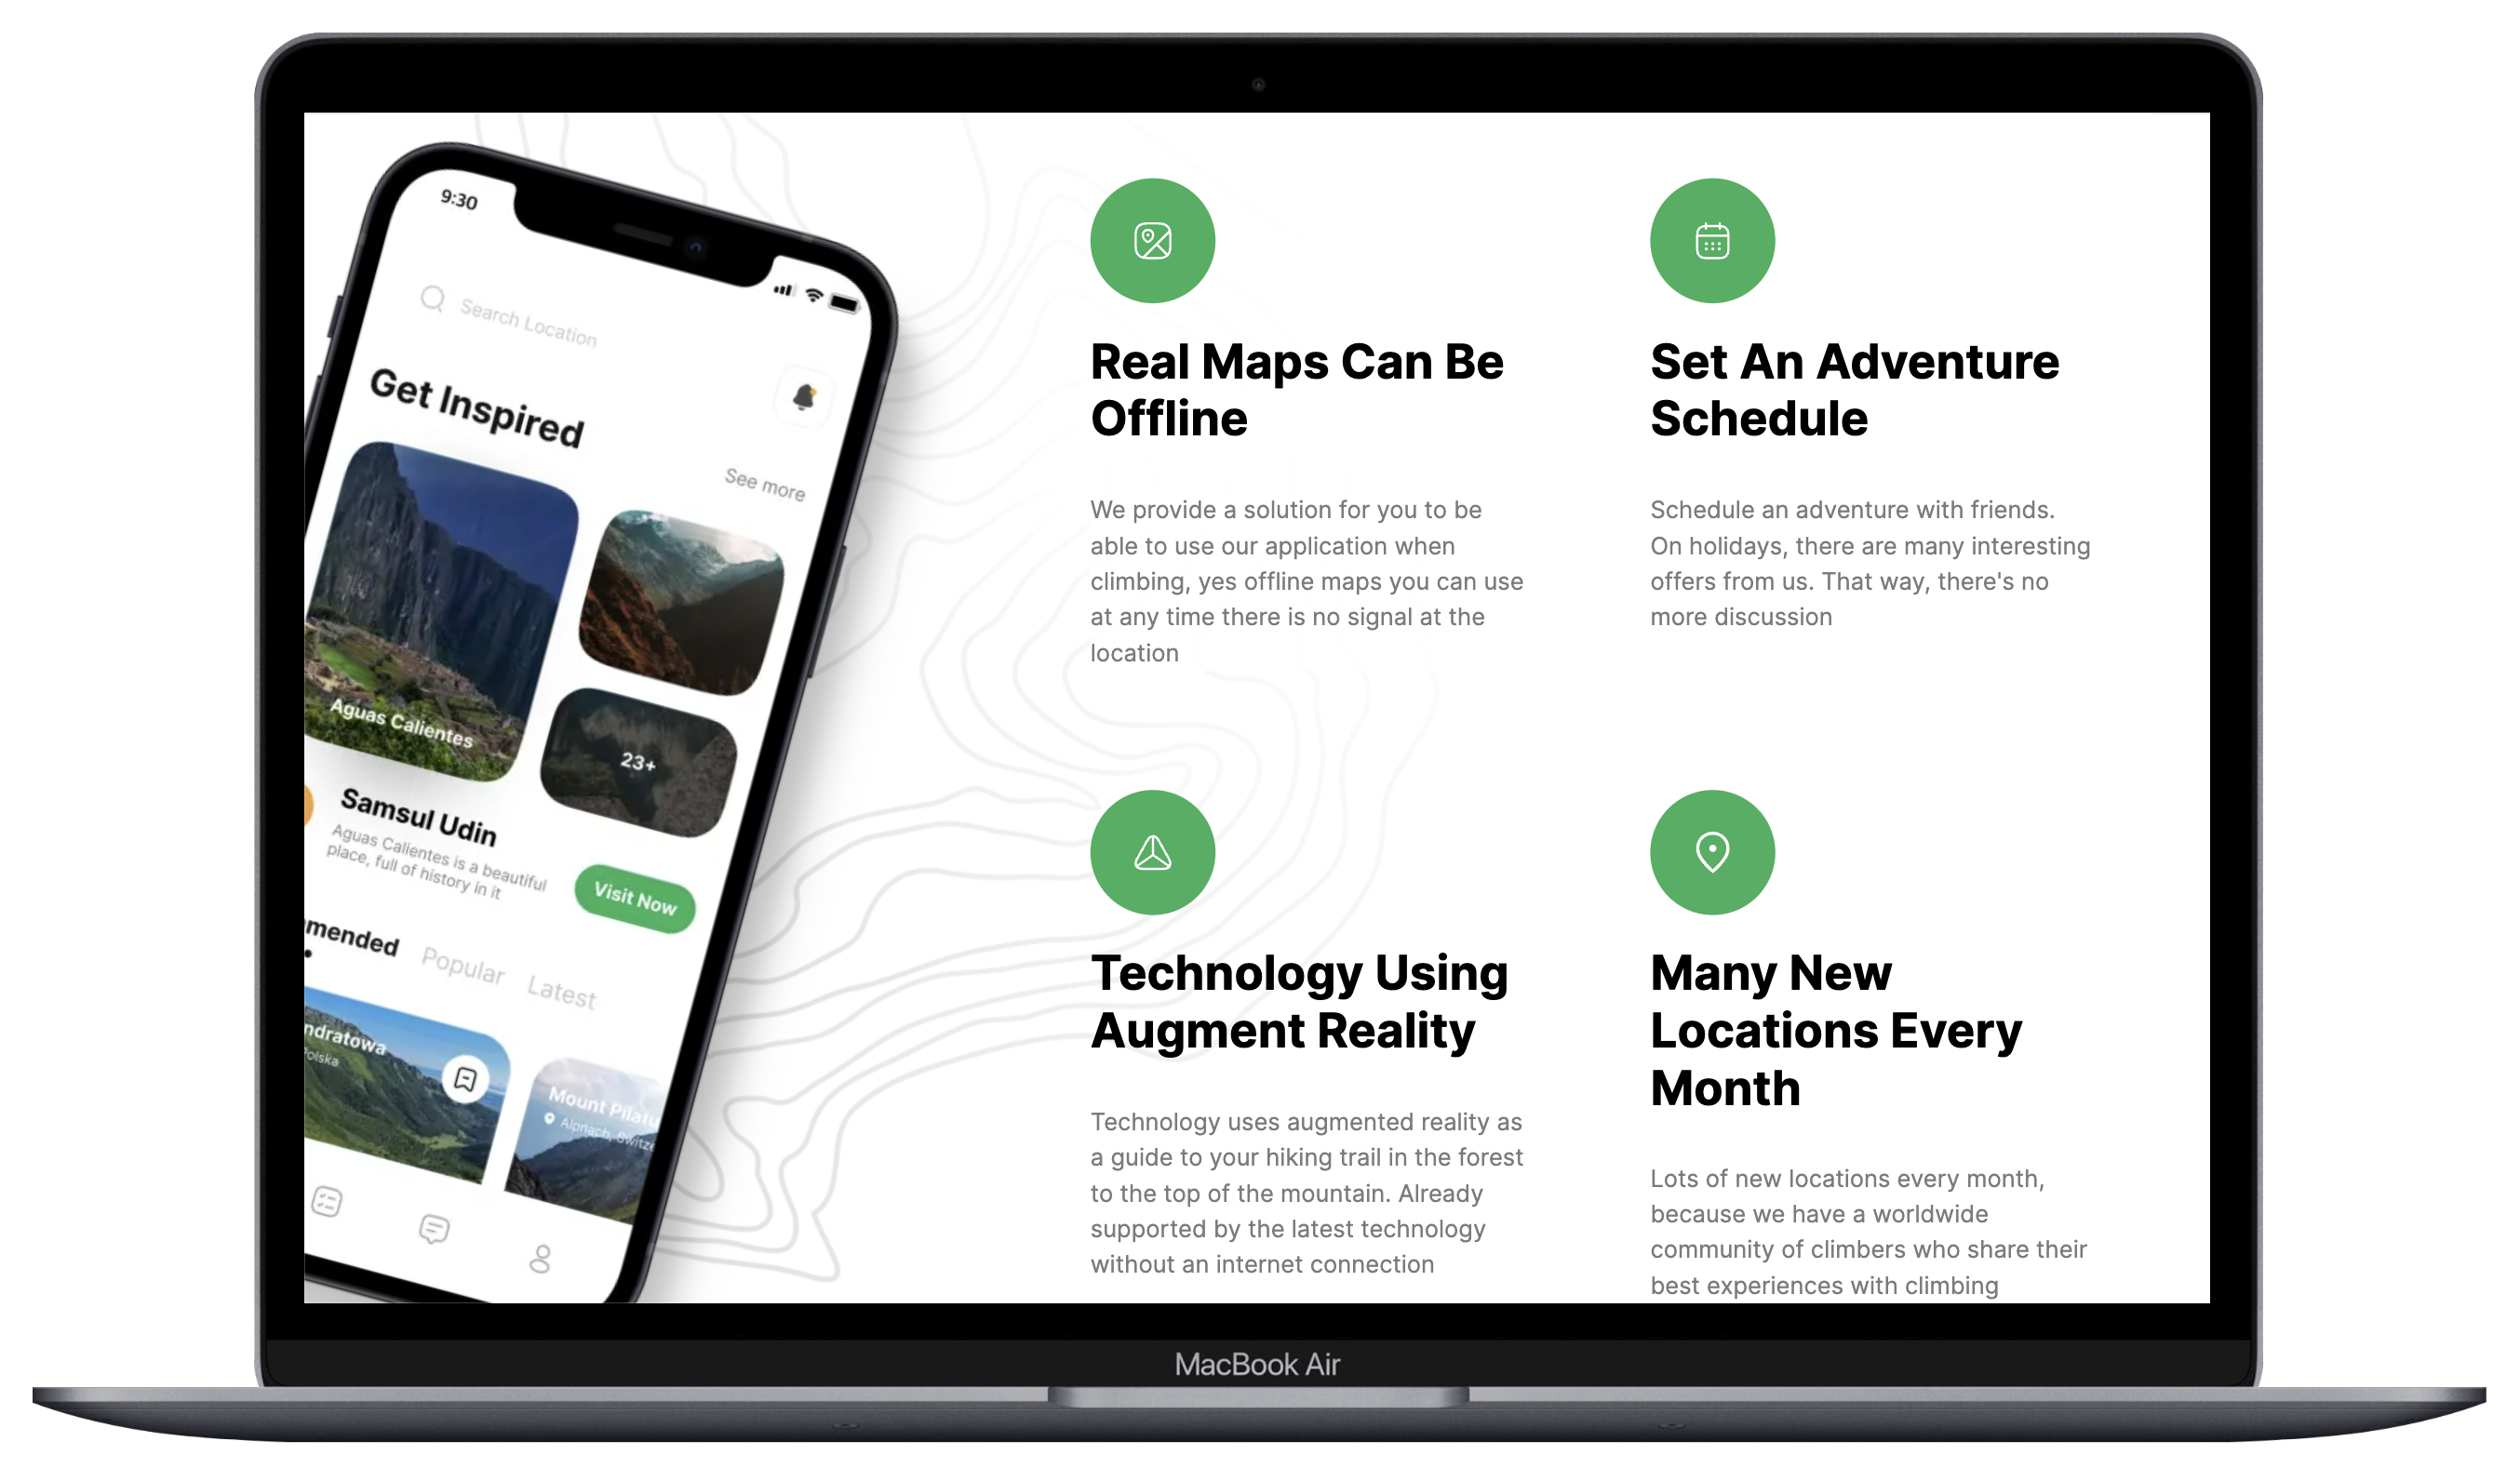 9:30
Search Location
Get Inspired
See more
Aguas Calientes
23+
Samsul Udin
Aguas Calientes is a beautiful
place, full of history in it
Visit Now
Popular
Latest
Mount
Alpnach,
Real Maps Can Be
Offline
We provide a solution for you to be
able to use our application when
climbing, yes offline maps you can use
at any time there is no signal at the
location
Set An Adventure
Schedule
Schedule an adventure with friends.
On holidays, there are many interesting
offers from us. That way, there's no
more discussion
Technology Using
Augment Reality
Technology uses augmented reality as
a guide to your hiking trail in the forest
to the top of the mountain. Already
supported by the latest technology
without an internet connection
Many New
Locations Every
Month
Lots of new locations every month,
because we have a worldwide
community of climbers who share their
best experiences with climbing
MacBook Air